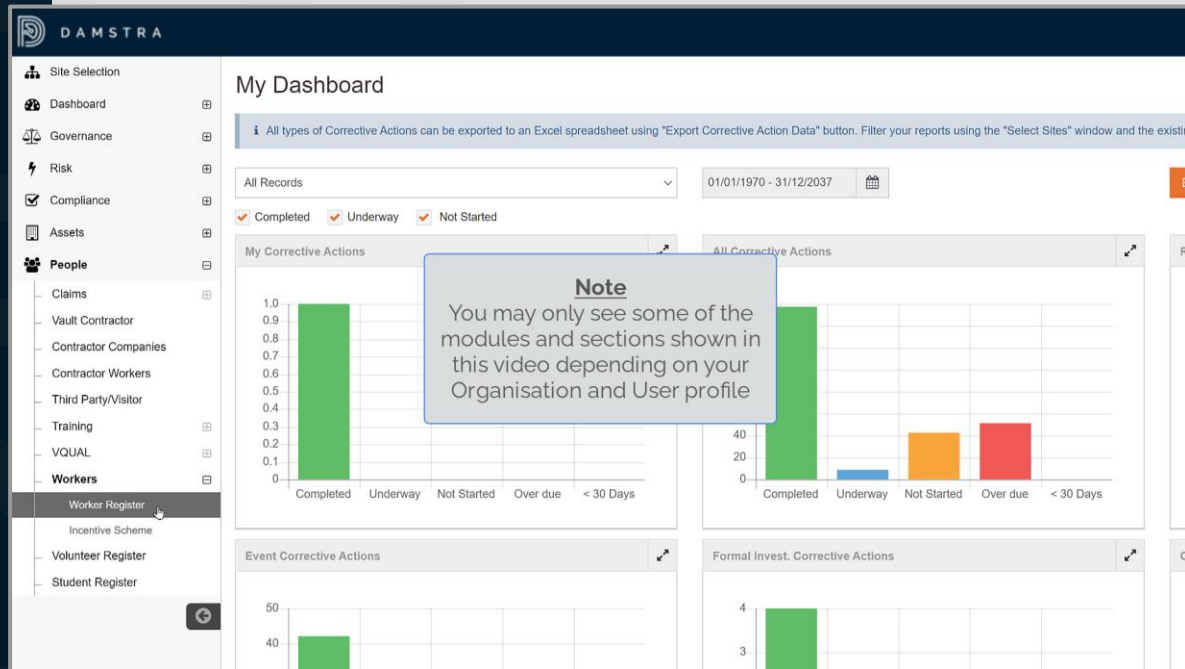 DAMSTRA
Site Selection
Dashboard
Governance
Risk
Compliance
Assets
People
Claims
Vault Contractor
Contractor Companies
Contractor Workers
Third Party/Visitor
Training
VQUAL
Workers
Worker Register
Incentive Scheme
Volunteer Register
Student Register
My Dashboard
All types of Corrective Actions can be exported to an Excel spreadsheet using "Export Corrective Action Data" button. Filter your reports using the "Select Sites" window and the
All Records
01/01/1970 - 31/12/2037
Completed Underway Not Started
My Corrective Actions
1.0
0.9
0.8
0.7
0.6
0.5
0.4
0.3
0.2
0.1
0
Completed Underway Not Started Over due < 30 Days
All Corrective Actions
40
20
0
Completed Underway Not Started Over due < 30 Days
Note
You may only see some of the
modules and sections shown in
this video depending on your
Organisation and User profile
Event Corrective Actions
50
40
Formal Invest. Corrective Actions
4
3